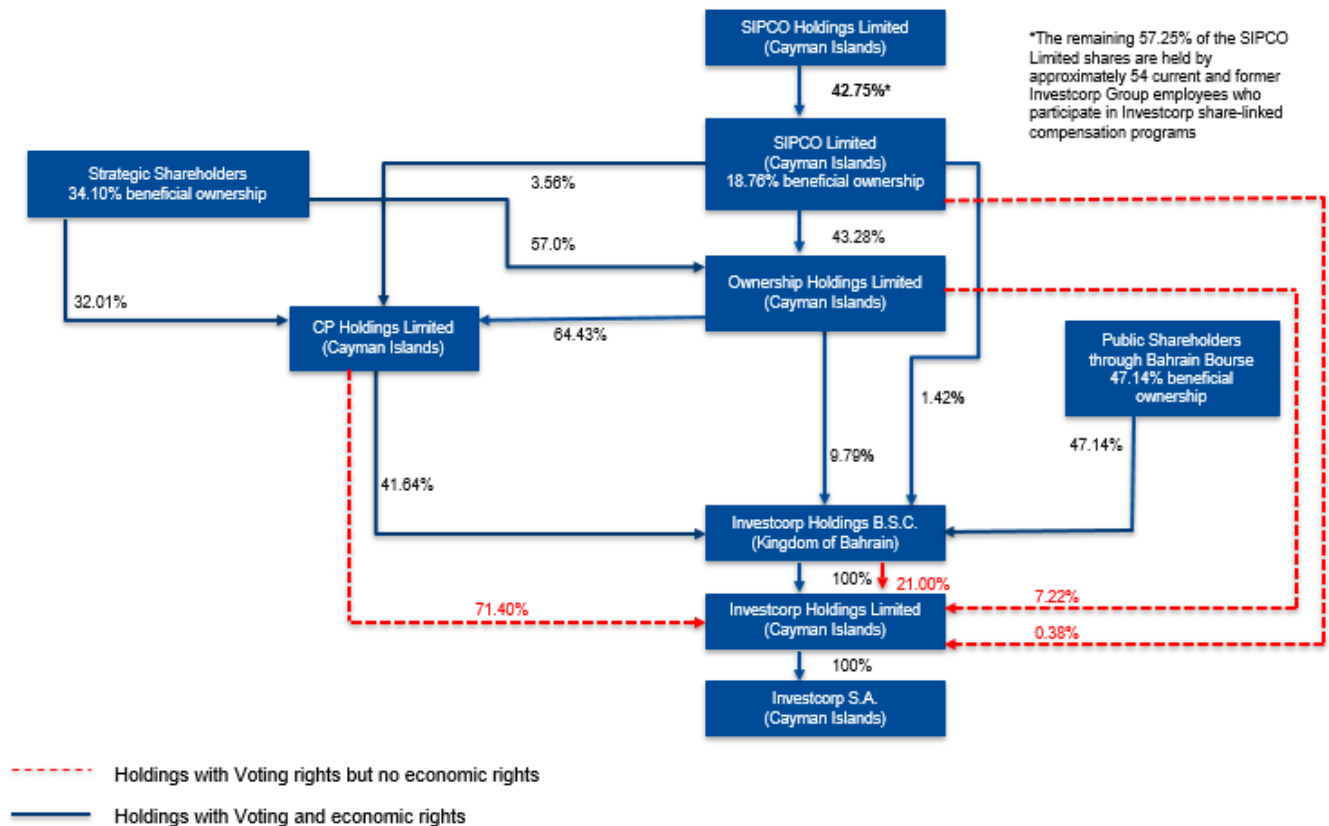 SIPCO Holdings Limited
(Cayman Islands)
*The remaining 57.25% of the SIPCO
Limited shares are held by
approximately 54 current and former
Investcorp Group employees who
participate in Investcorp share-linked
compensation programs
42.75%*
SIPCO Limited
(Cayman Islands)
18.76% beneficial ownership
Strategic Shareholders
34.10% beneficial ownership
3.56%
43.28%
57.0%
Ownership Holdings Limited
(Cayman Islands)
32.01%
CP Holdings Limited
(Cayman Islands)
64.43%
Public Shareholders
through Bahrain Bourse
47.14% beneficial
ownership
1.42%
9.79%
47.14%
41.64%
Investcorp Holdings B.S.C.
(Kingdom of Bahrain)
100%
21.00%
71.40%
7.22%
Investcorp Holdings Limited
(Cayman Islands)
0.38%
100%
Investcorp S.A.
(Cayman Islands)
Holdings with Voting rights but no economic rights
Holdings with Voting and economic rights